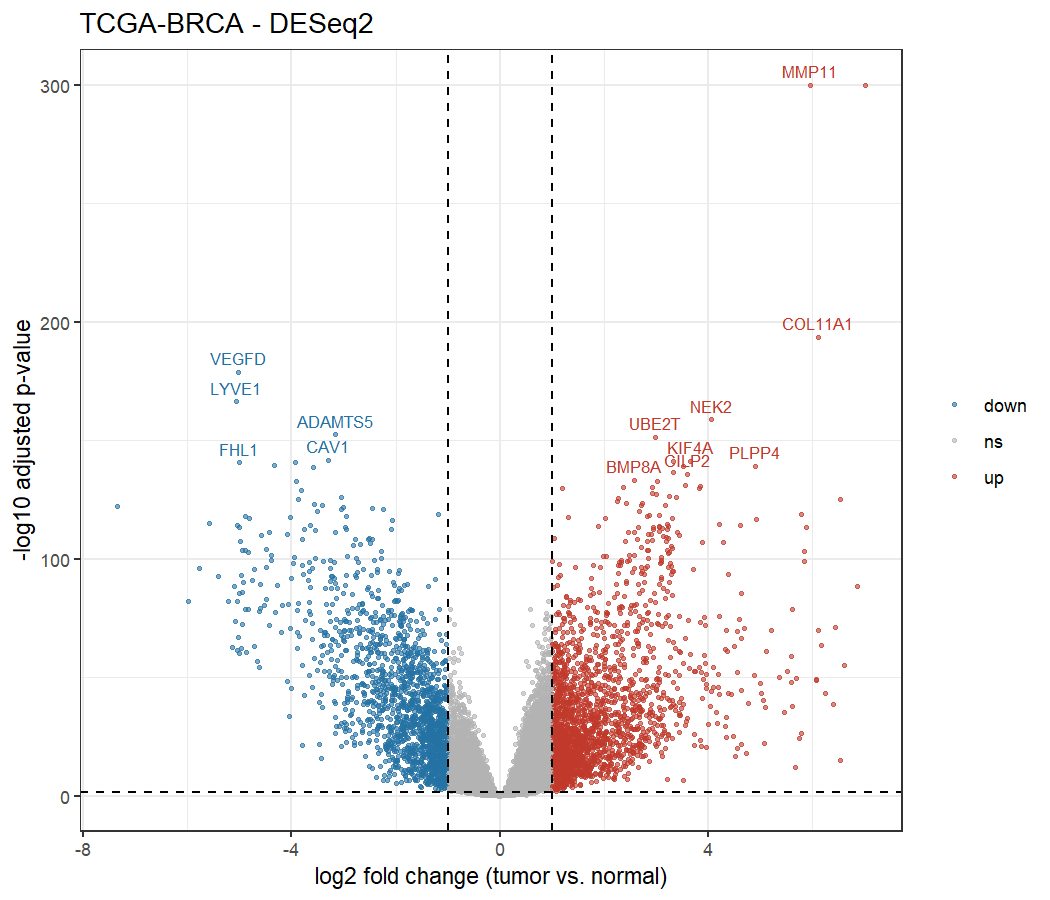 TCGA-BRCA - DESeq2
MMP11
300
COL11A1
200
VEGFD
LYVE1
NEK2
ADAMTS5
UBE2T
CAV1
KIF4A
FHL1
PLPP4
CILP2
BMP8A
down
ns
up
100
0
-8
-4
0
4
-log10 adjusted p-value
log2 fold change (tumor vs. normal)